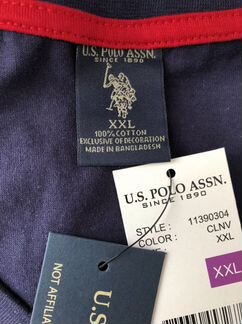 U.S. POLO ASSN.
SINCE 1890
XXL
100%COTTON
EXCLUSIVE OF DECORATION
MADE IN BANGLADESH
U.S. POLO ASSN.
SINCE 1890
STYLE : 11390304
COLOR : CLNV
SIZE : XXL
XXL
NOT AFFILIA
U.S